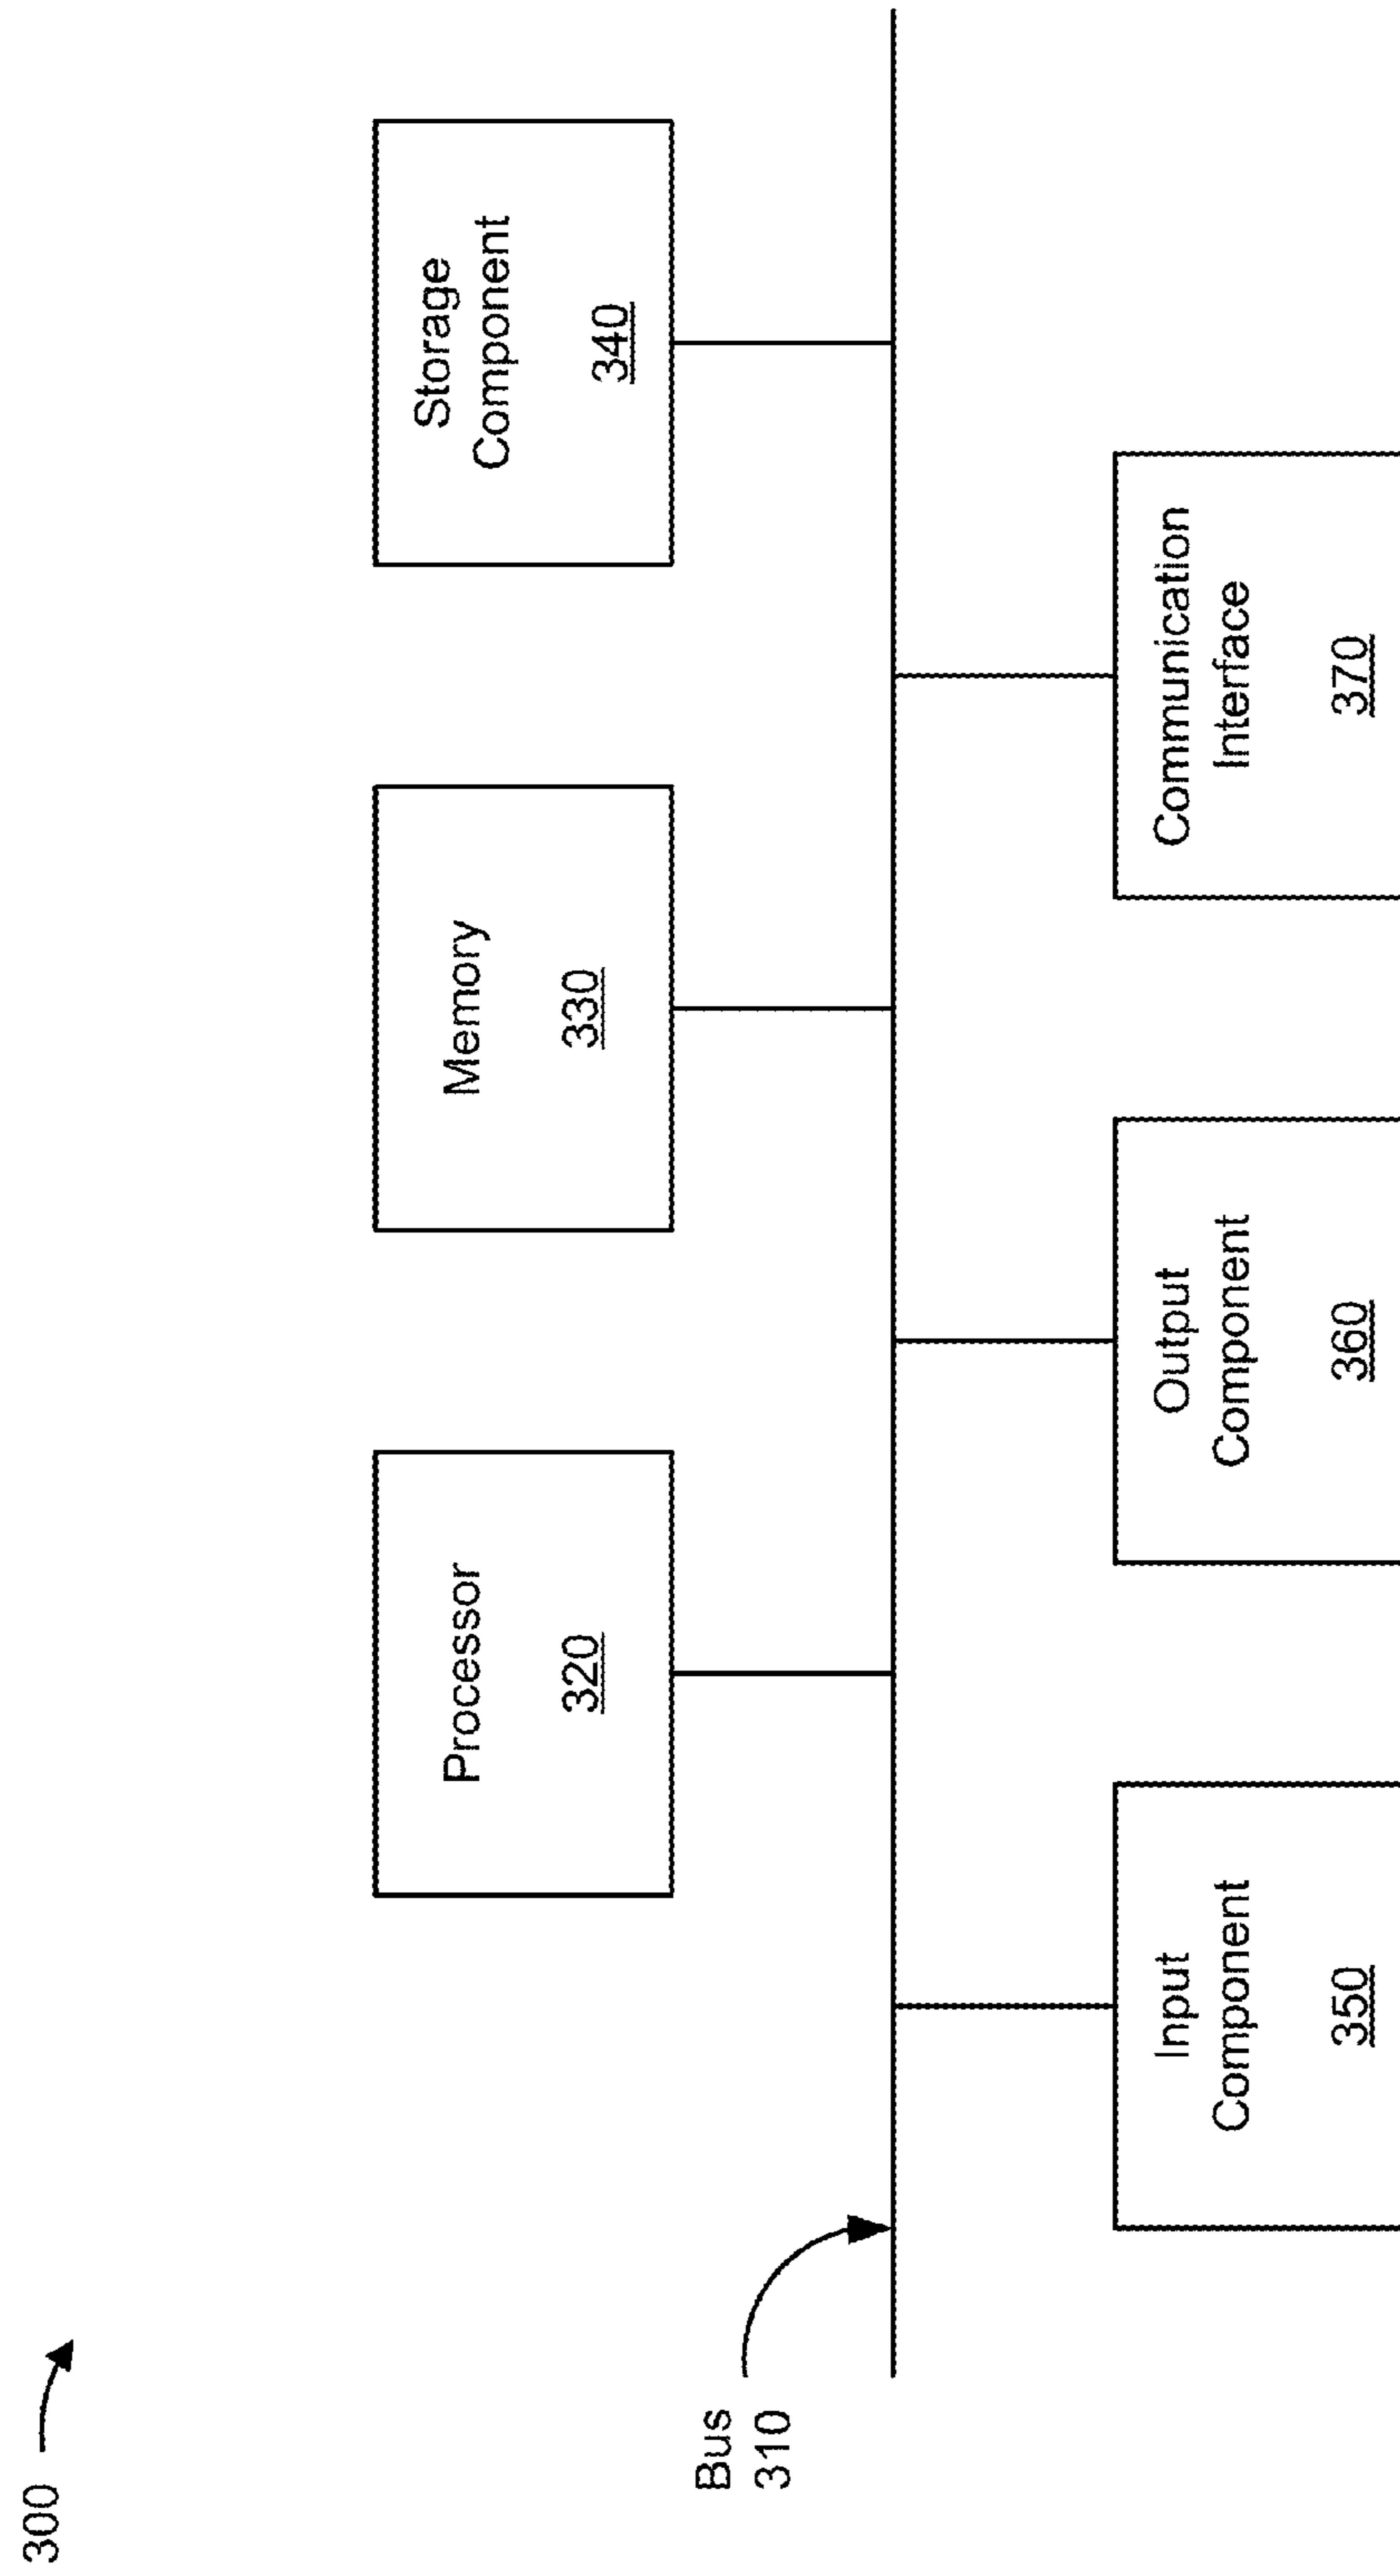 300
Processor
320
Memory
330
Storage
Component
340
Bus
310
Input
Component
350
Output
Component
360
Communication
Interface
370